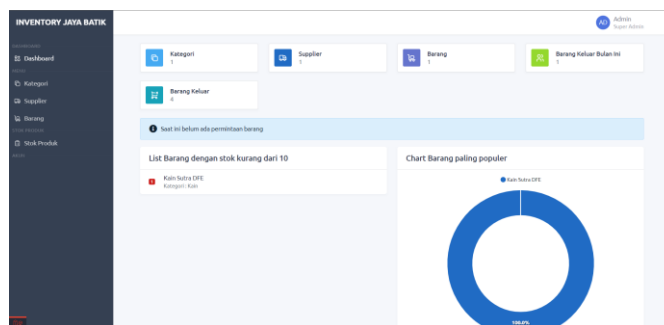 INVENTORY JAYA BATIK
AD
Admin
Super Admin
DASHBOARD
Dashboard
Kategori
Supplier
Barang
Stok Produk
Kategori
1
Supplier
1
Barang
1
Barang Keluar Bulan Ini
1
Barang Keluar
Saat ini belum ada permintaan barang
List Barang dengan stok kurang dari 10
Kain Sutra DFE
Kategori : Kain
Chart Barang paling populer
Kain Sutra DFE
100.0%